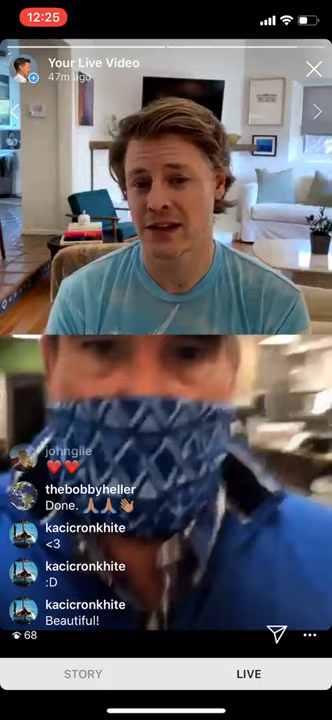 12:25
Your Live Video
47m ago
johngile
❤️❤️
thebobbyheller
Done. 🙏🏽🙏🏽👋🏽
kacicronkhite
<3
kacicronkhite
:D
kacicronkhite
Beautiful!
68
STORY
LIVE